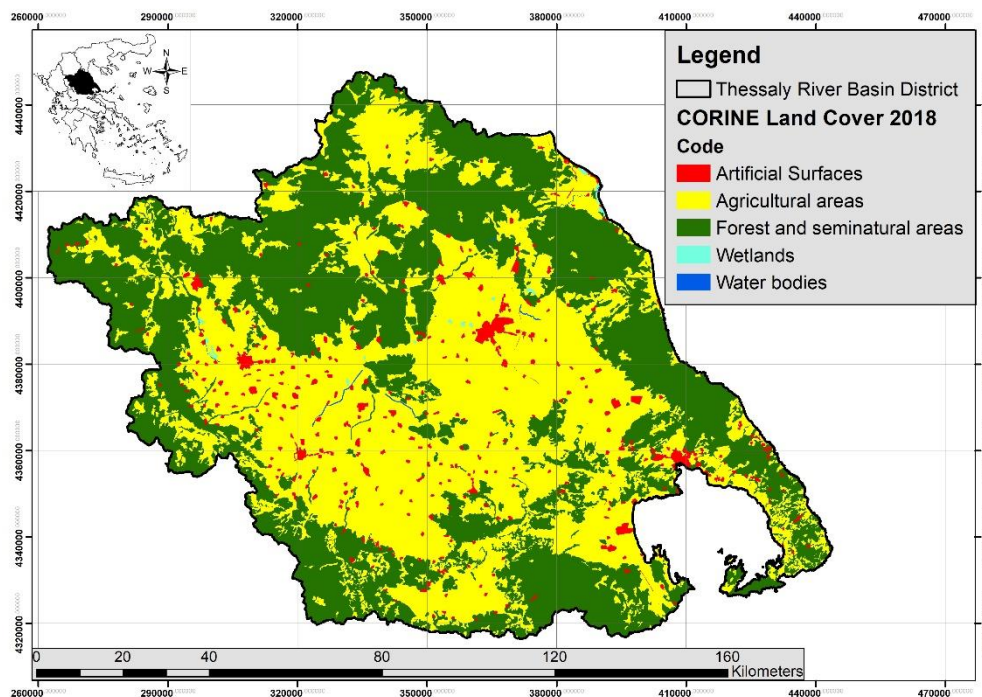 260000 290000 320000 350000 380000 410000 440000 470000
N
W E
S
Legend
Thessaly River Basin District
CORINE Land Cover 2018
Code
Artificial Surfaces
Agricultural areas
Forest and seminatural areas
Wetlands
Water bodies
4440000
4420000
4400000
4380000
4360000
4340000
4320000
0 20 40 80 120 160
Kilometers
260000 290000 320000 350000 380000 410000 440000 470000